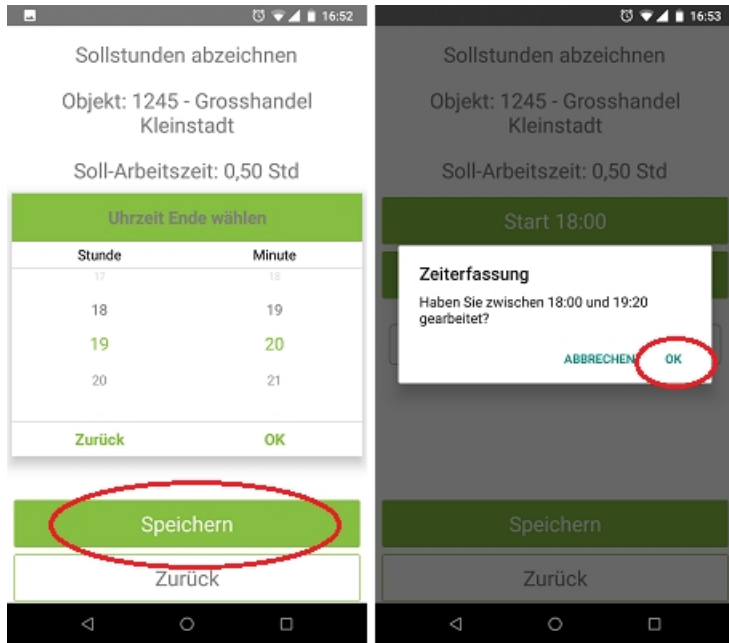 16:52
Sollstunden abzeichnen
Objekt: 1245 - Grosshandel
Kleinstadt
Soll-Arbeitszeit: 0,50 Std
Uhrzeit Ende wählen
Stunde Minute
17 18
18 19
19 20
20 21
Zurück OK
Speichern
Zurück
16:53
Sollstunden abzeichnen
Objekt: 1245 - Grosshandel
Kleinstadt
Soll-Arbeitszeit: 0,50 Std
Start 18:00
Zeiterfassung
Haben Sie zwischen 18:00 und 19:20
gearbeitet?
ABBRECHEN OK
Speichern
Zurück